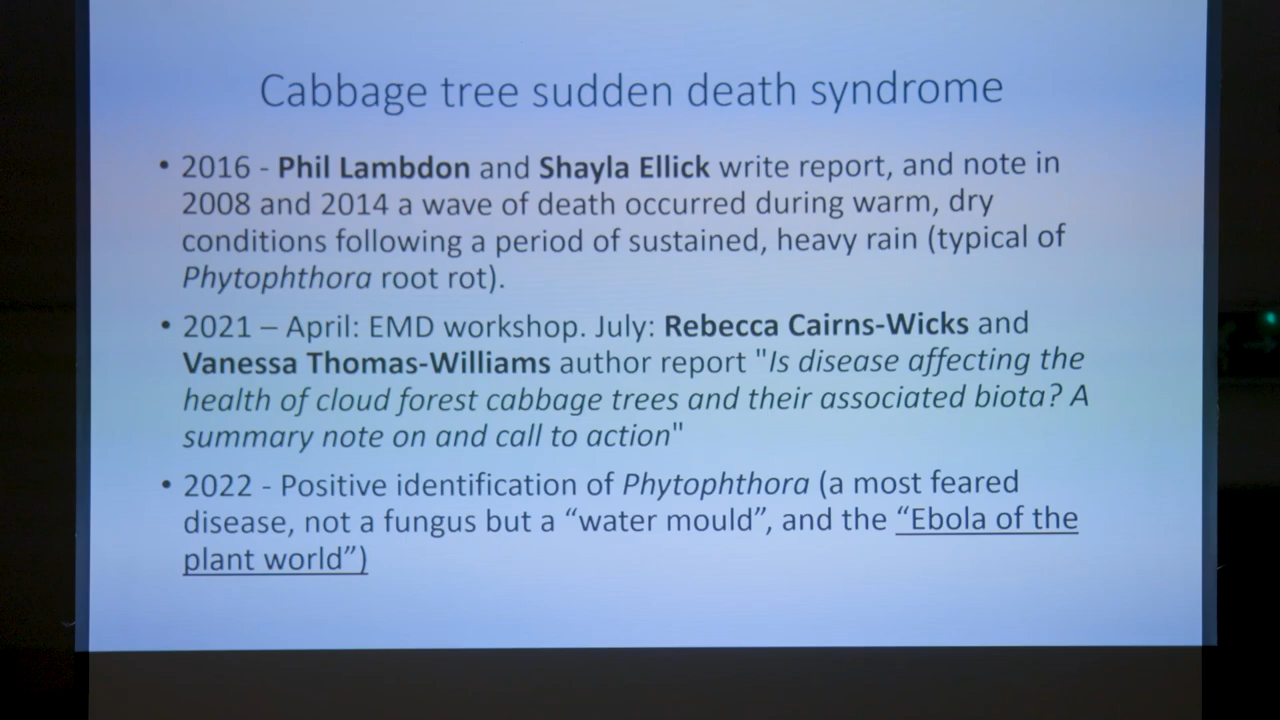 Cabbage tree sudden death syndrome
• 2016 - Phil Lambdon and Shayla Ellick write report, and note in
2008 and 2014 a wave of death occurred during warm, dry
conditions following a period of sustained, heavy rain (typical of
Phytophthora root rot).
• 2021 – April: EMD workshop. July: Rebecca Cairns-Wicks and
Vanessa Thomas-Williams author report "Is disease affecting the
health of cloud forest cabbage trees and their associated biota? A
summary note on and call to action"
• 2022 - Positive identification of Phytophthora (a most feared
disease, not a fungus but a “water mould”, and the “Ebola of the
plant world”)